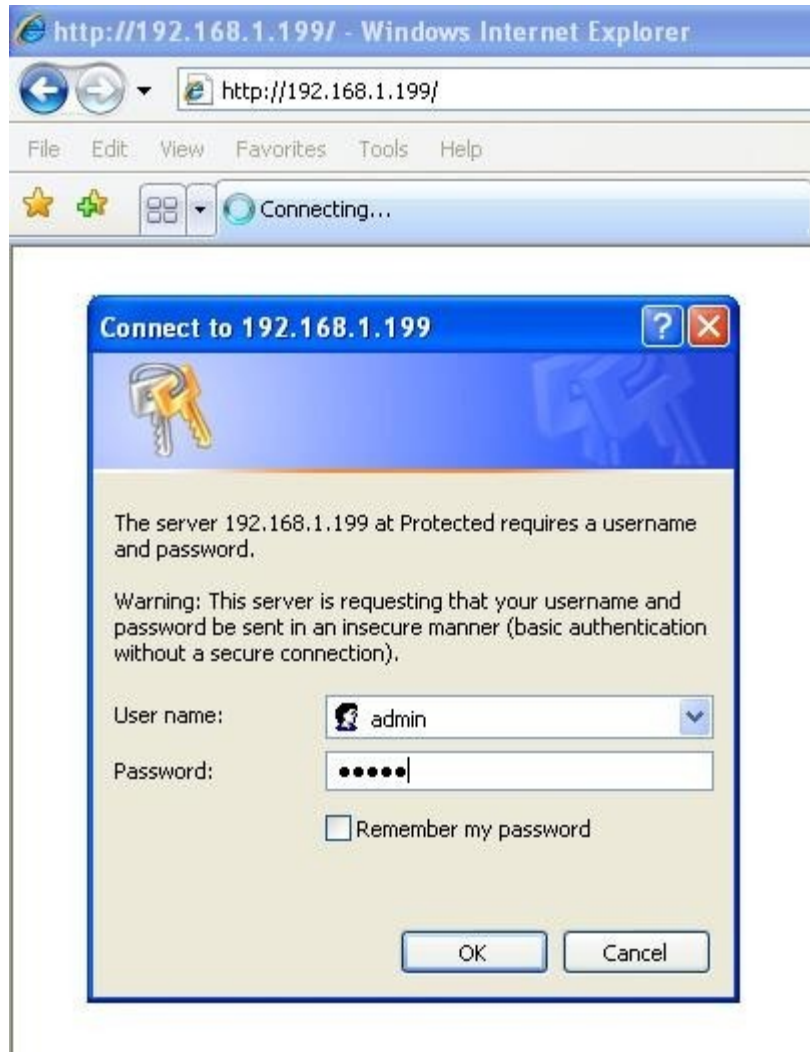 http://192.168.1.199/ - Windows Internet Explorer
http://192.168.1.199/
File Edit View Favorites Tools Help
Connecting...
Connect to 192.168.1.199
The server 192.168.1.199 at Protected requires a username
and password.
Warning: This server is requesting that your username and
password be sent in an insecure manner (basic authentication
without a secure connection).
User name: admin
Password: •••••
Remember my password
OK Cancel